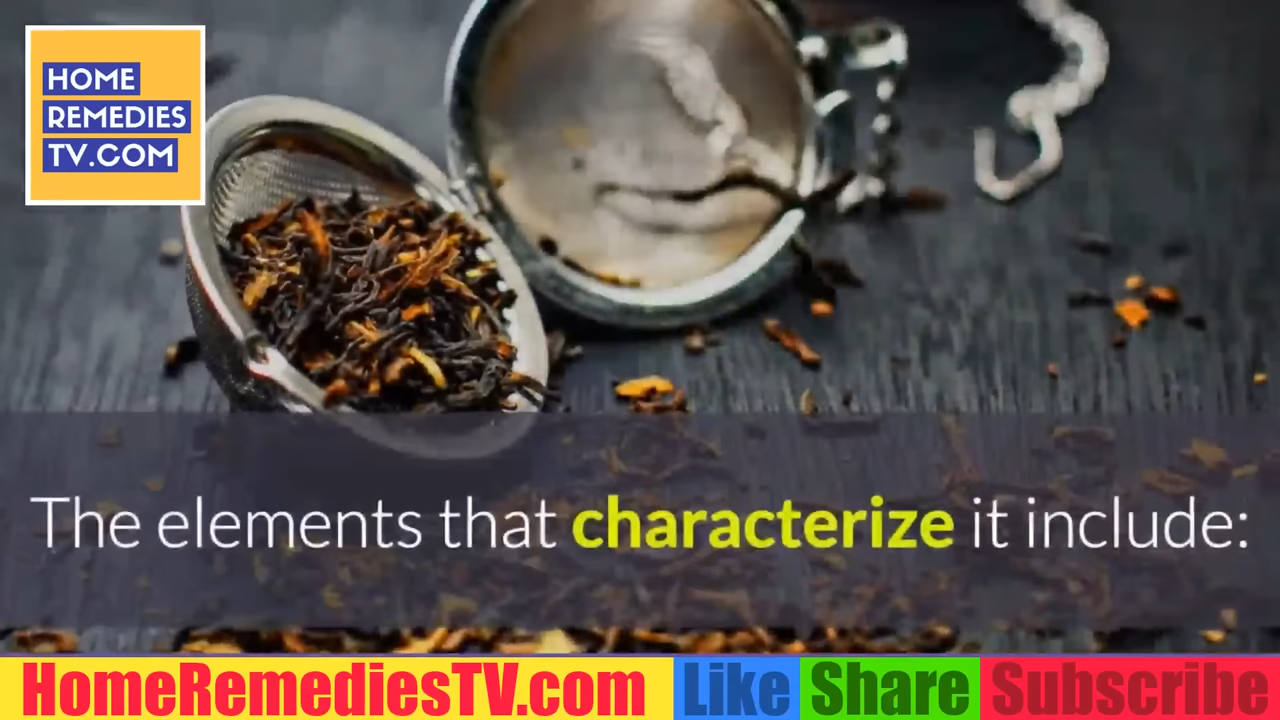 HOME
REMEDIES
TV.COM
The elements that characterize it include:
HomeRemediesTV.com Like Share Subscribe